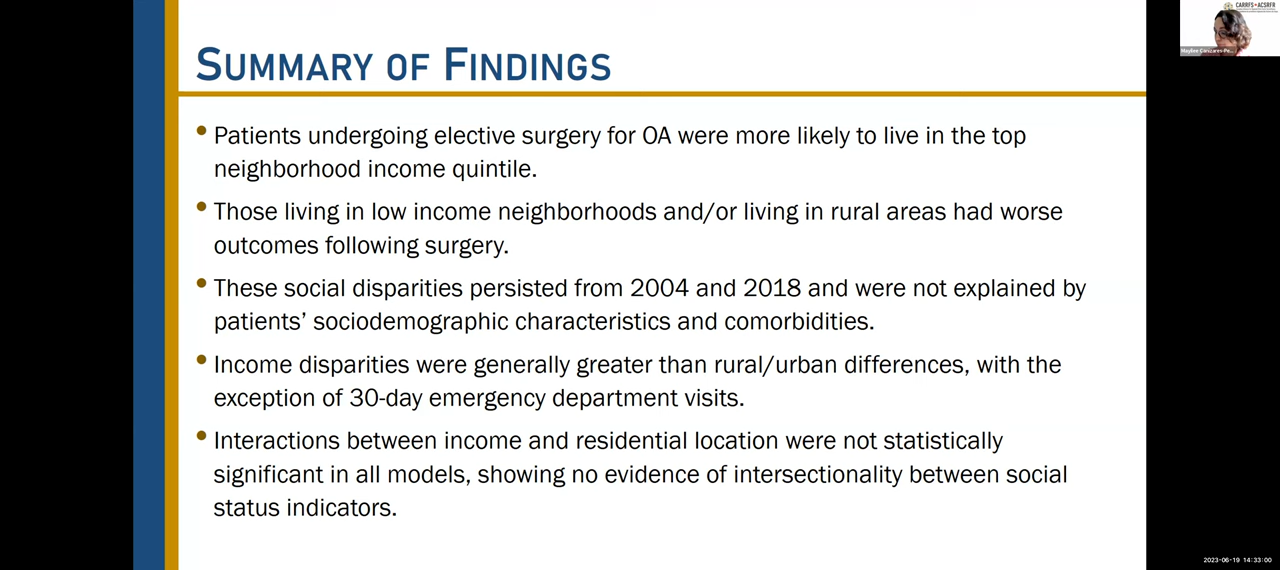 CARRFS•ACSRFR
SUMMARY OF FINDINGS
• Patients undergoing elective surgery for OA were more likely to live in the top
neighborhood income quintile.
• Those living in low income neighborhoods and/or living in rural areas had worse
outcomes following surgery.
• These social disparities persisted from 2004 and 2018 and were not explained by
patients’ sociodemographic characteristics and comorbidities.
• Income disparities were generally greater than rural/urban differences, with the
exception of 30-day emergency department visits.
• Interactions between income and residential location were not statistically
significant in all models, showing no evidence of intersectionality between social
status indicators.
2023-06-19 14:33:00